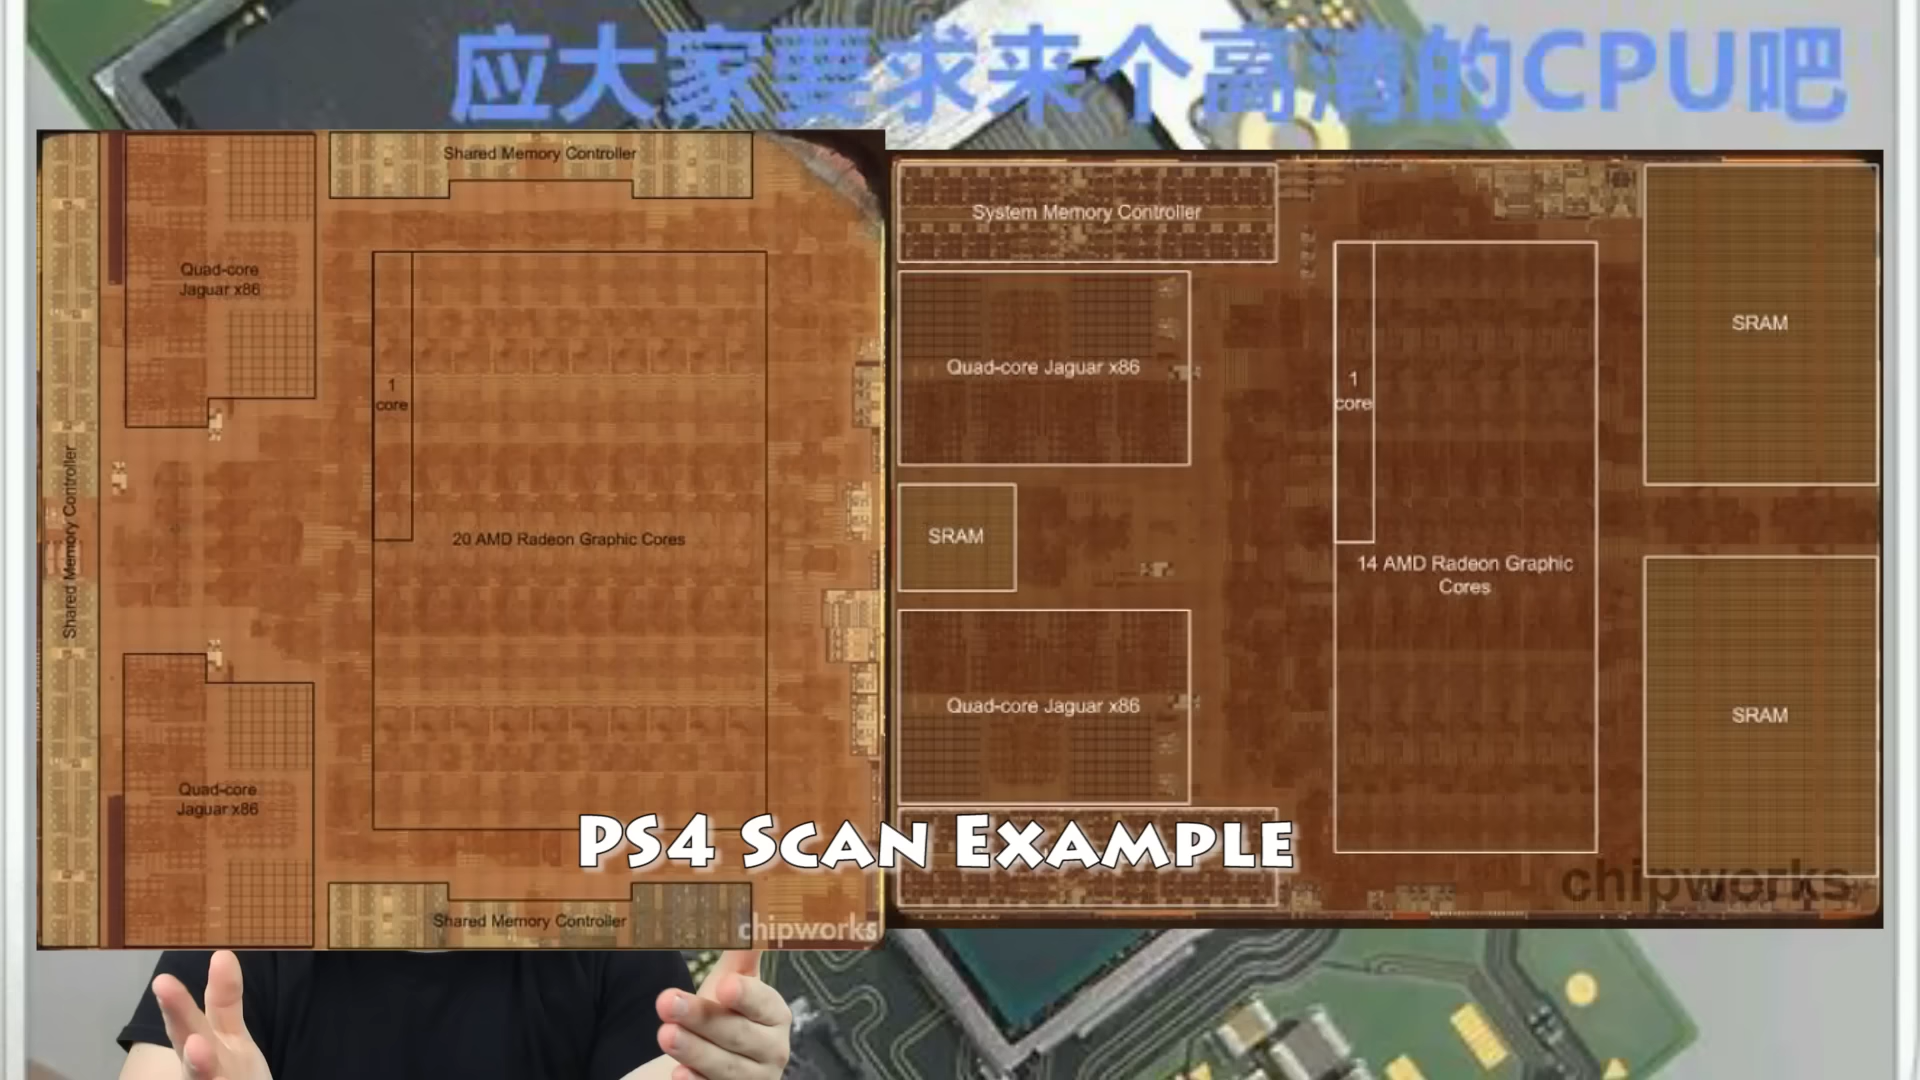 应大家要求来个高清的CPU吧
Shared Memory Controller
Quad-core
Jaguar x86
1
core
Shared Memory Controller
20 AMD Radeon Graphic Cores
Quad-core
Jaguar x86
Shared Memory Controller
chipworks
System Memory Controller
Quad-core Jaguar x86
SRAM
Quad-core Jaguar x86
1
core
14 AMD Radeon Graphic
Cores
SRAM
SRAM
PS4 Scan Example
chipworks